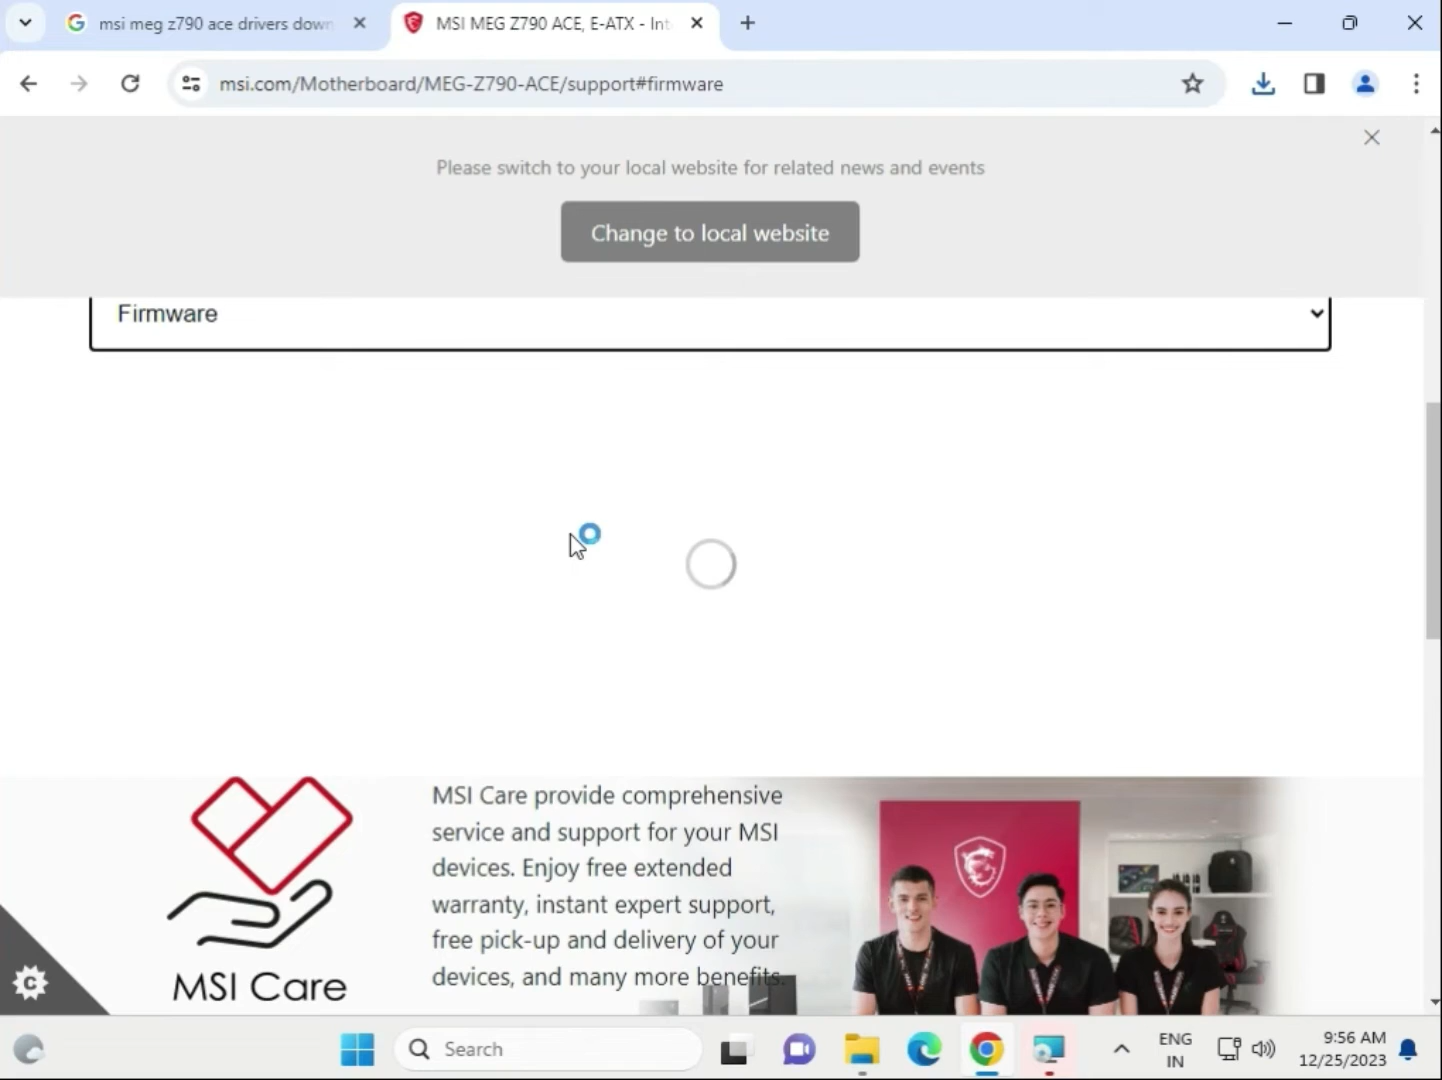 msi meg z790 ace drivers down
MSI MEG Z790 ACE, E-ATX - Int
msi.com/Motherboard/MEG-Z790-ACE/support#firmware
Please switch to your local website for related news and events
Change to local website
Firmware
MSI Care provide comprehensive
service and support for your MSI
devices. Enjoy free extended
warranty, instant expert support,
free pick-up and delivery of your
devices, and many more benefits.
MSI Care
Search
ENG
IN
9:56 AM
12/25/2023